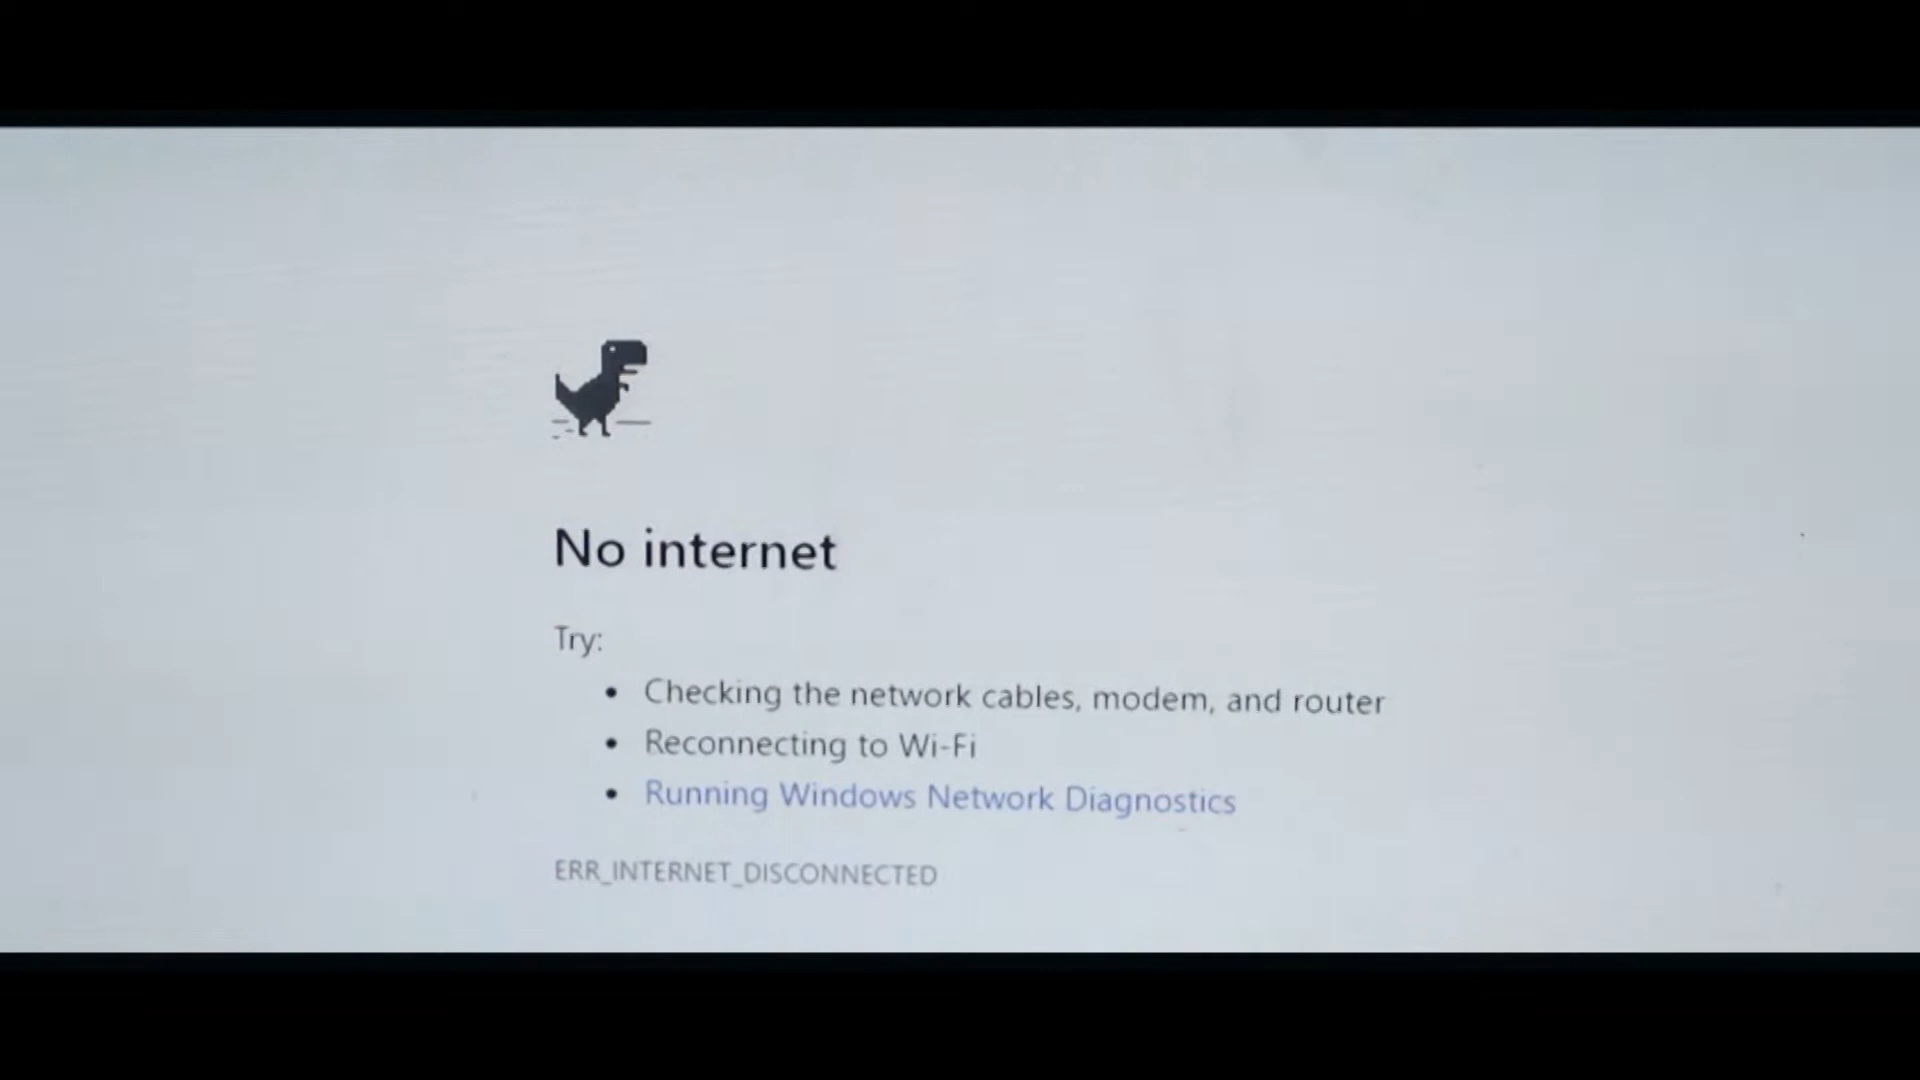 No internet
Try:
• Checking the network cables, modem, and router
• Reconnecting to Wi-Fi
• Running Windows Network Diagnostics
ERR_INTERNET_DISCONNECTED